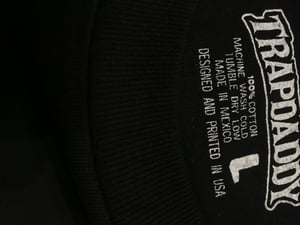 TRAPDADDY
100% COTTON
MACHINE WASH COLD
TUMBLE DRY LOW
MADE IN MEXICO
DESIGNED AND PRINTED IN USA
L